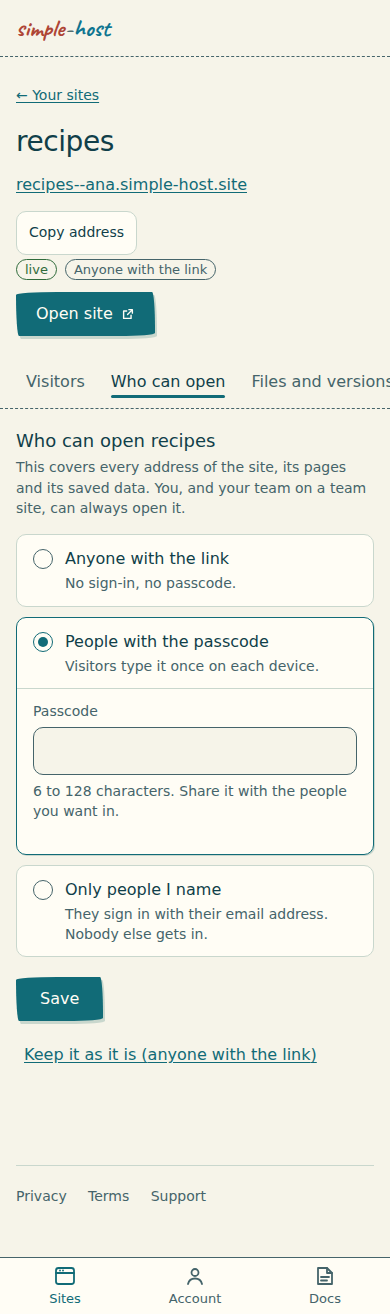 simple-host
← Your sites
recipes
recipes--ana.simple-host.site
Copy address
live Anyone with the link
Open site
Visitors Who can open Files and versions
Who can open recipes
This covers every address of the site, its pages
and its saved data. You, and your team on a team
site, can always open it.
Anyone with the link
No sign-in, no passcode.
People with the passcode
Visitors type it once on each device.
Passcode
6 to 128 characters. Share it with the people
you want in.
Only people I name
They sign in with their email address.
Nobody else gets in.
Save
Keep it as it is (anyone with the link)
Privacy Terms Support
Sites Account Docs